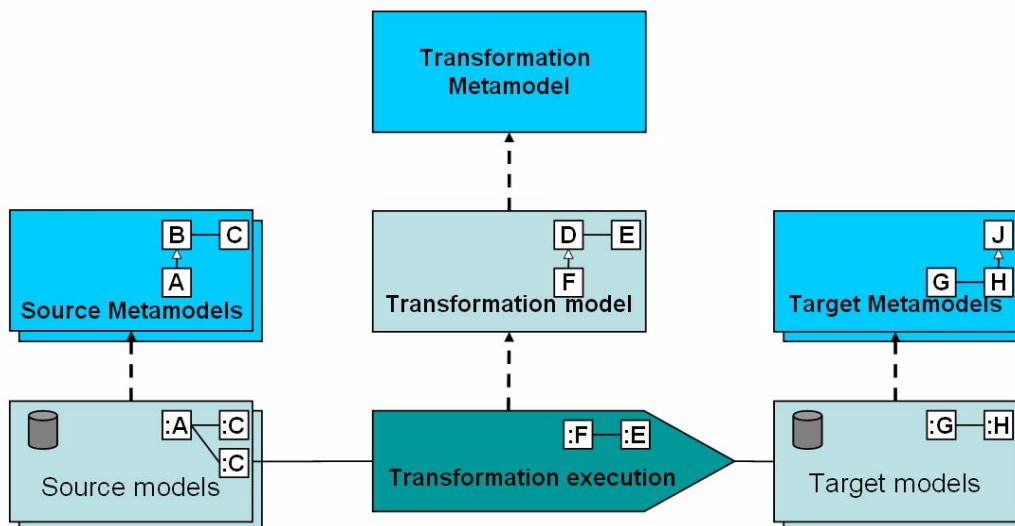 Transformation
Metamodel
B C
A
Source Metamodels
D E
F
Transformation model
J
G H
Target Metamodels
:A :C
:C
Source models
:F :E
Transformation execution
:G :H
Target models